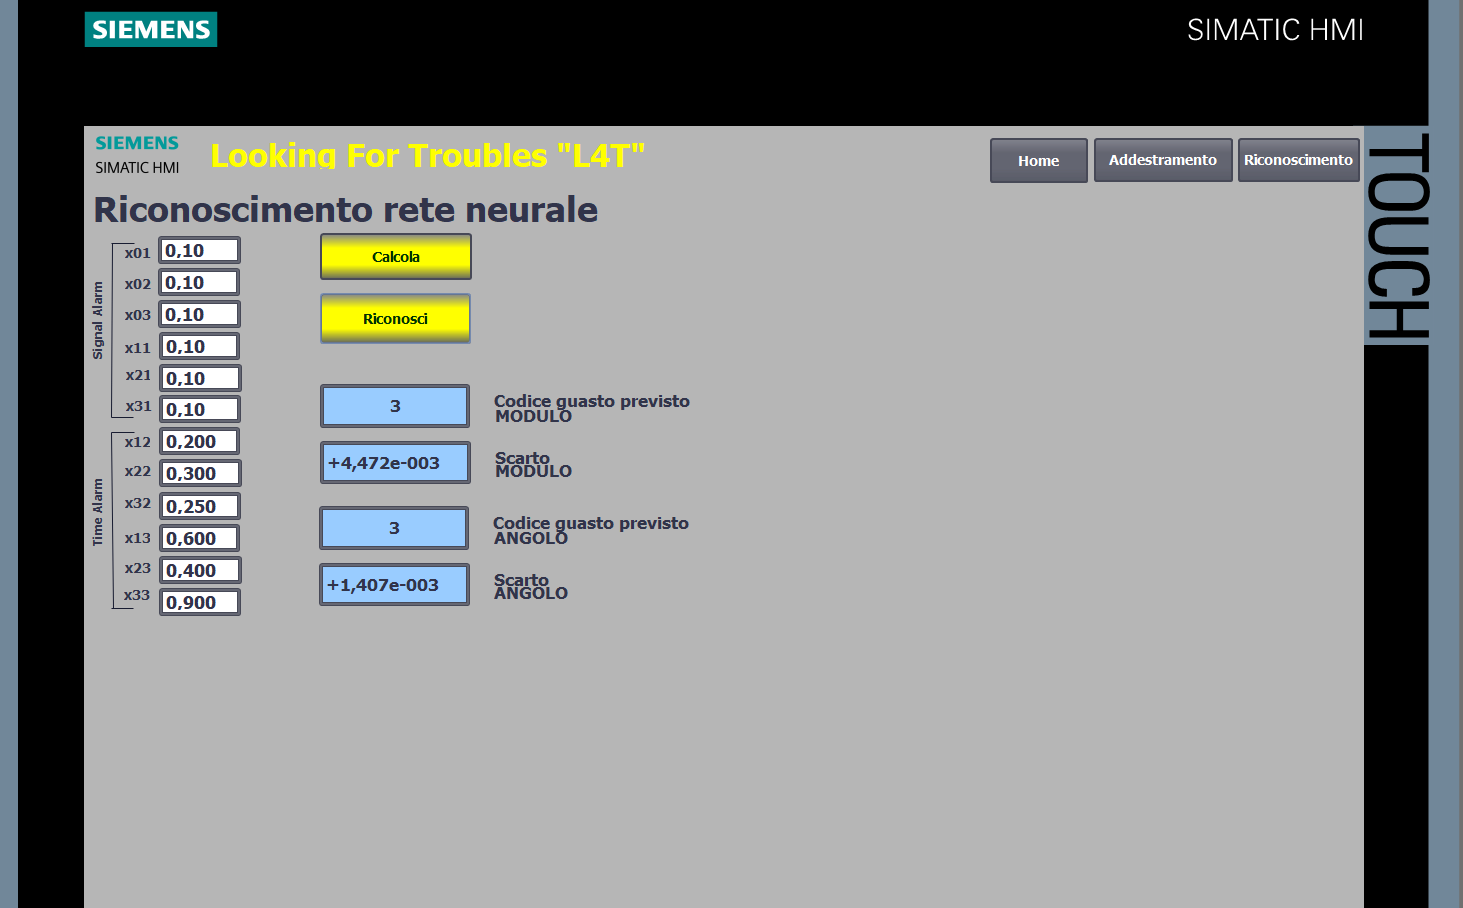 SIEMENS
SIMATIC HMI
TOUCH
SIEMENS
SIMATIC HMI
Looking For Troubles "L4T"
Home
Addestramento
Riconoscimento
Riconoscimento rete neurale
Signal Alarm
x01 0,10
x02 0,10
x03 0,10
x11 0,10
x21 0,10
x31 0,10
Time Alarm
x12 0,200
x22 0,300
x32 0,250
x13 0,600
x23 0,400
x33 0,900
Calcola
Riconosci
3
Codice guasto previsto
MODULO
+4,472e-003
Scarto
MODULO
3
Codice guasto previsto
ANGOLO
+1,407e-003
Scarto
ANGOLO